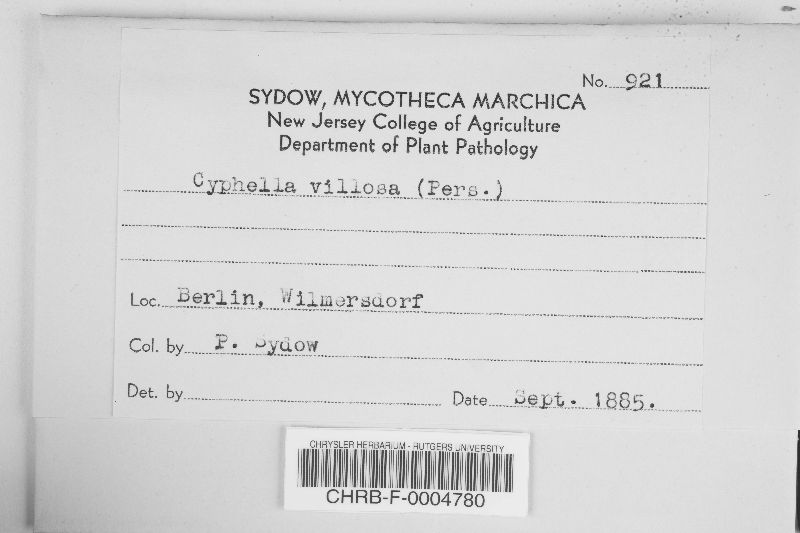 No. 921
SYDOW, MYCOTHECA MARCHICA
New Jersey College of Agriculture
Department of Plant Pathology
Cyphella villosa (Pers.)
Loc. Berlin, Wilmersdorf
Col. by P. Sydow
Det. by
Date Sept. 1885.
CHRYSLER HERBARIUM - RUTGERS UNIVERSITY
CHRB-F-0004780